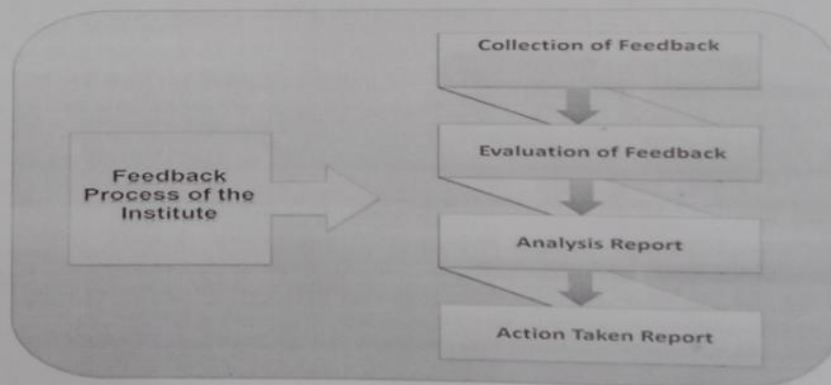 Feedback
Process of the
Institute
Collection of Feedback
Evaluation of Feedback
Analysis Report
Action Taken Report